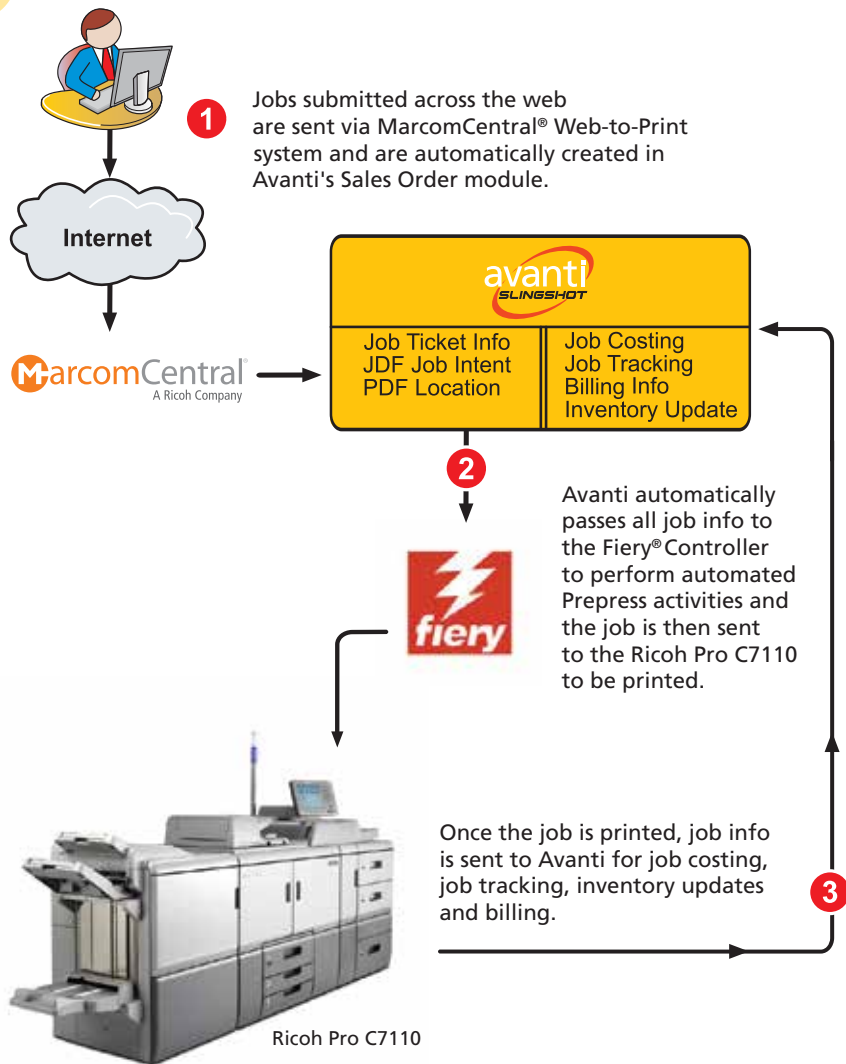 1
Jobs submitted across the web
are sent via MarcomCentral® Web-to-Print
system and are automatically created in
Avanti's Sales Order module.
Internet
avanti
SLINGSHOT
Job Ticket Info
JDF Job Intent
PDF Location
Job Costing
Job Tracking
Billing Info
Inventory Update
MarcomCentral®
A Ricoh Company
2
Avanti automatically
passes all job info to
the Fiery® Controller
to perform automated
Prepress activities and
the job is then sent
to the Ricoh Pro C7110
to be printed.
fiery
Once the job is printed, job info
is sent to Avanti for job costing,
job tracking, inventory updates
and billing.
3
Ricoh Pro C7110